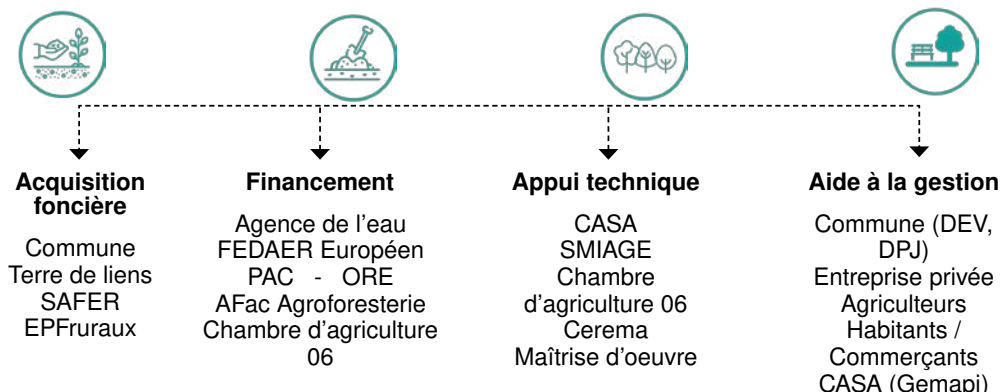 Acquisition
foncière
Commune
Terre de liens
SAFER
EPFruraux
Financement
Agence de l'eau
FEDAER Européen
PAC - ORE
AFac Agroforesterie
Chambre d'agriculture
06
Appui technique
CASA
SMIAGE
Chambre
d'agriculture 06
Cerema
Maîtrise d'oeuvre
Aide à la gestion
Commune (DEV,
DPJ)
Entreprise privée
Agriculteurs
Habitants /
Commerçants
CASA (Gemapi)